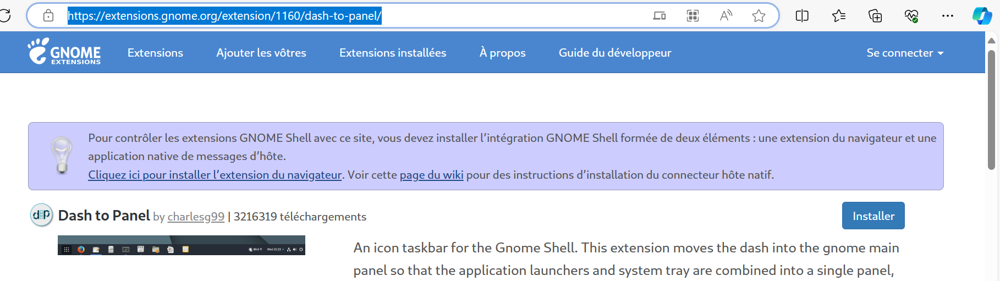 https://extensions.gnome.org/extension/1160/dash-to-panel/
GNOME
EXTENSIONS
Extensions
Ajouter les vôtres
Extensions installées
À propos
Guide du développeur
Se connecter
Pour contrôler les extensions GNOME Shell avec ce site, vous devez installer l’intégration GNOME Shell formée de deux éléments : une extension du navigateur et une
application native de messages d’hôte.
Cliquez ici pour installer l’extension du navigateur. Voir cette page du wiki pour des instructions d’installation du connecteur hôte natif.
d p Dash to Panel by charlesg99 | 3216319 téléchargements
Installer
89.6 °F Wed 21:15
An icon taskbar for the Gnome Shell. This extension moves the dash into the gnome main
panel so that the application launchers and system tray are combined into a single panel,